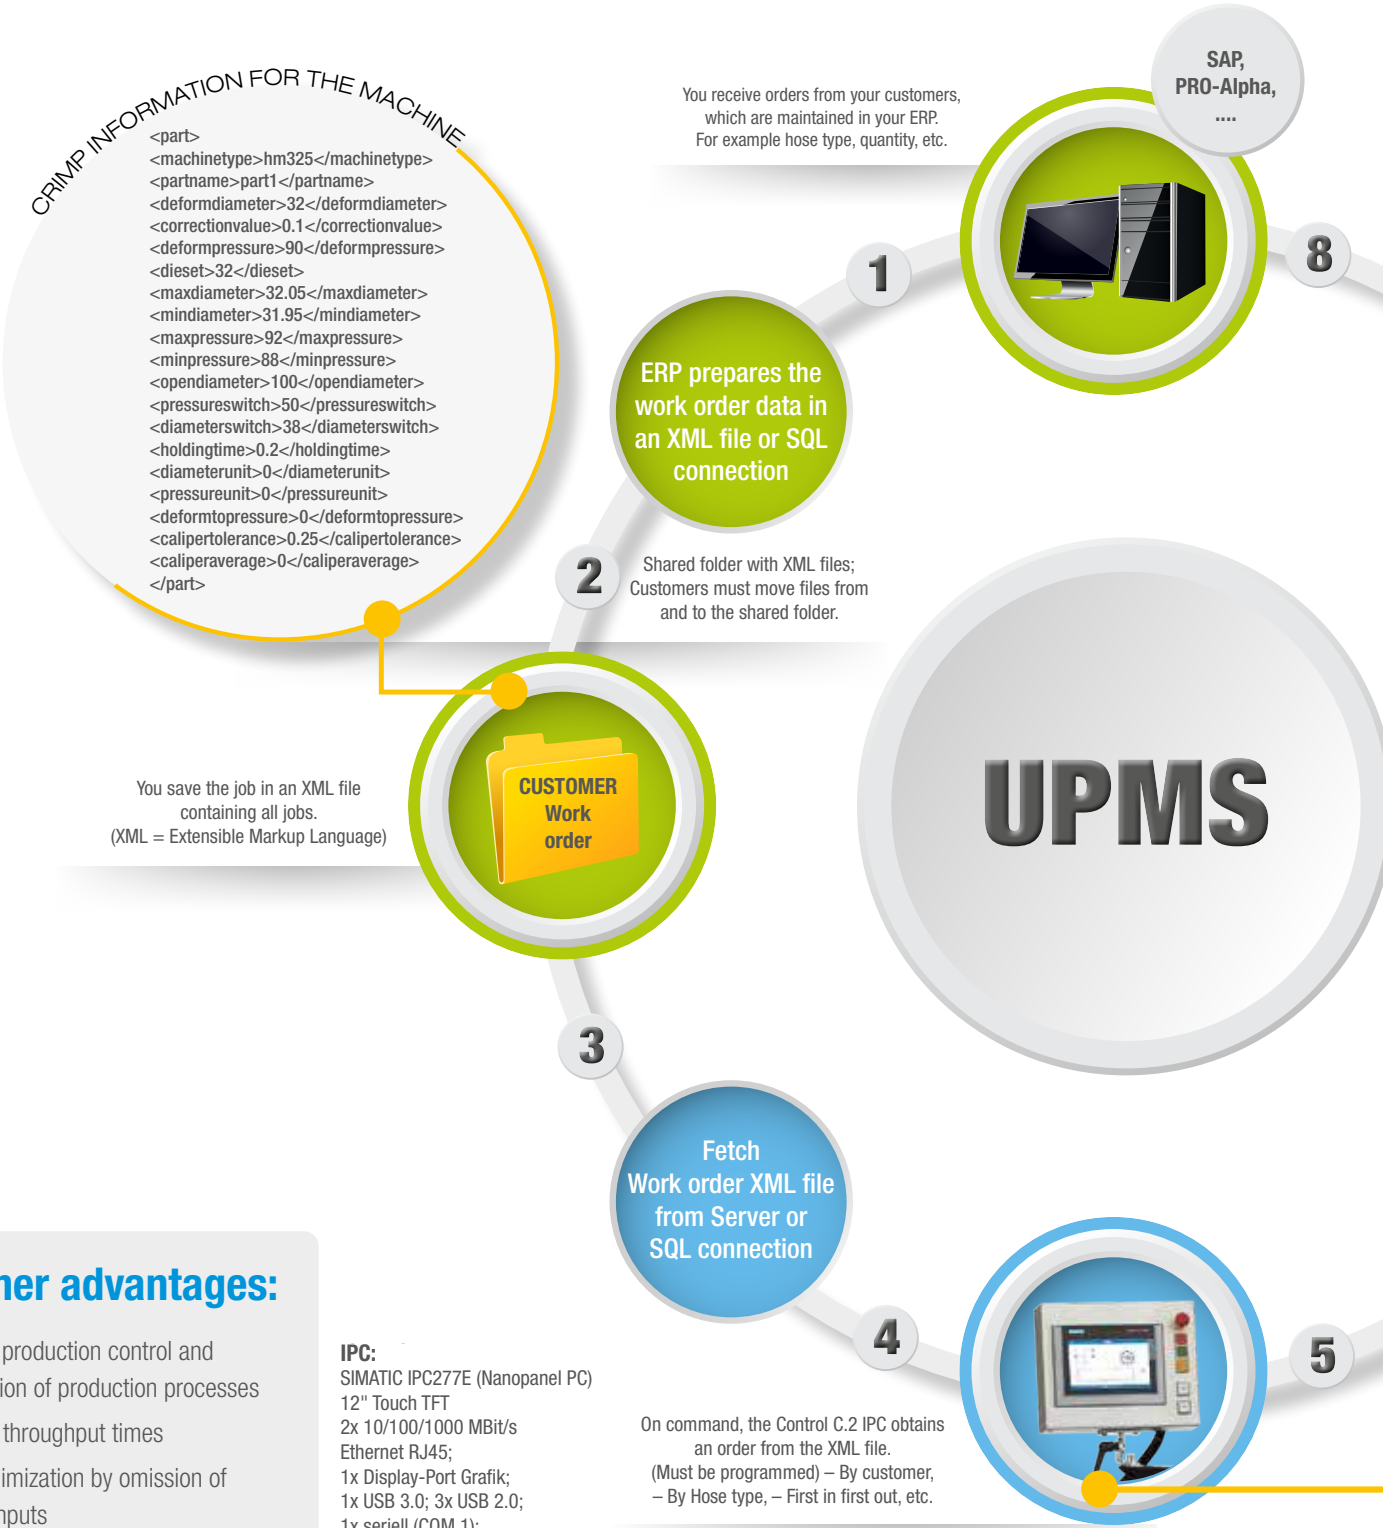 CRIMP INFORMATION FOR THE MACHINE
<part>
<machinetype>hm325</machinetype>
<partname>part1</partname>
<deformdiameter>32</deformdiameter>
<correctionvalue>0.1</correctionvalue>
<deformpressure>90</deformpressure>
<dieset>32</dieset>
<maxdiameter>32.05</maxdiameter>
<mindiameter>31.95</mindiameter>
<maxpressure>92</maxpressure>
<minpressure>88</minpressure>
<opendiameter>100</opendiameter>
<pressureswitch>50</pressureswitch>
<diameterswitch>38</diameterswitch>
<holdingtime>0.2</holdingtime>
<diameterunit>0</diameterunit>
<pressureunit>0</pressureunit>
<deformtopressure>0</deformtopressure>
<calipertolerance>0.25</calipertolerance>
<caliperaverage>0</caliperaverage>
</part>
You receive orders from your customers,
which are maintained in your ERP.
For example hose type, quantity, etc.
SAP,
PRO-Alpha,
....
8
1
ERP prepares the
work order data in
an XML file or SQL
connection
2
Shared folder with XML files;
Customers must move files from
and to the shared folder.
CUSTOMER
Work
order
You save the job in an XML file
containing all jobs.
(XML = Extensible Markup Language)
UPMS
3
Fetch
Work order XML file
from Server or
SQL connection
4
5
On command, the Control C.2 IPC obtains
an order from the XML file.
(Must be programmed) – By customer,
– By Hose type, – First in first out, etc.
ner advantages:
production control and
ion of production processes
throughput times
imization by omission of
nputs
IPC:
SIMATIC IPC277E (Nanopanel PC)
12" Touch TFT
2x 10/100/1000 MBit/s
Ethernet RJ45;
1x Display-Port Grafik;
1x USB 3.0; 3x USB 2.0;
1x seriell (COM 1);